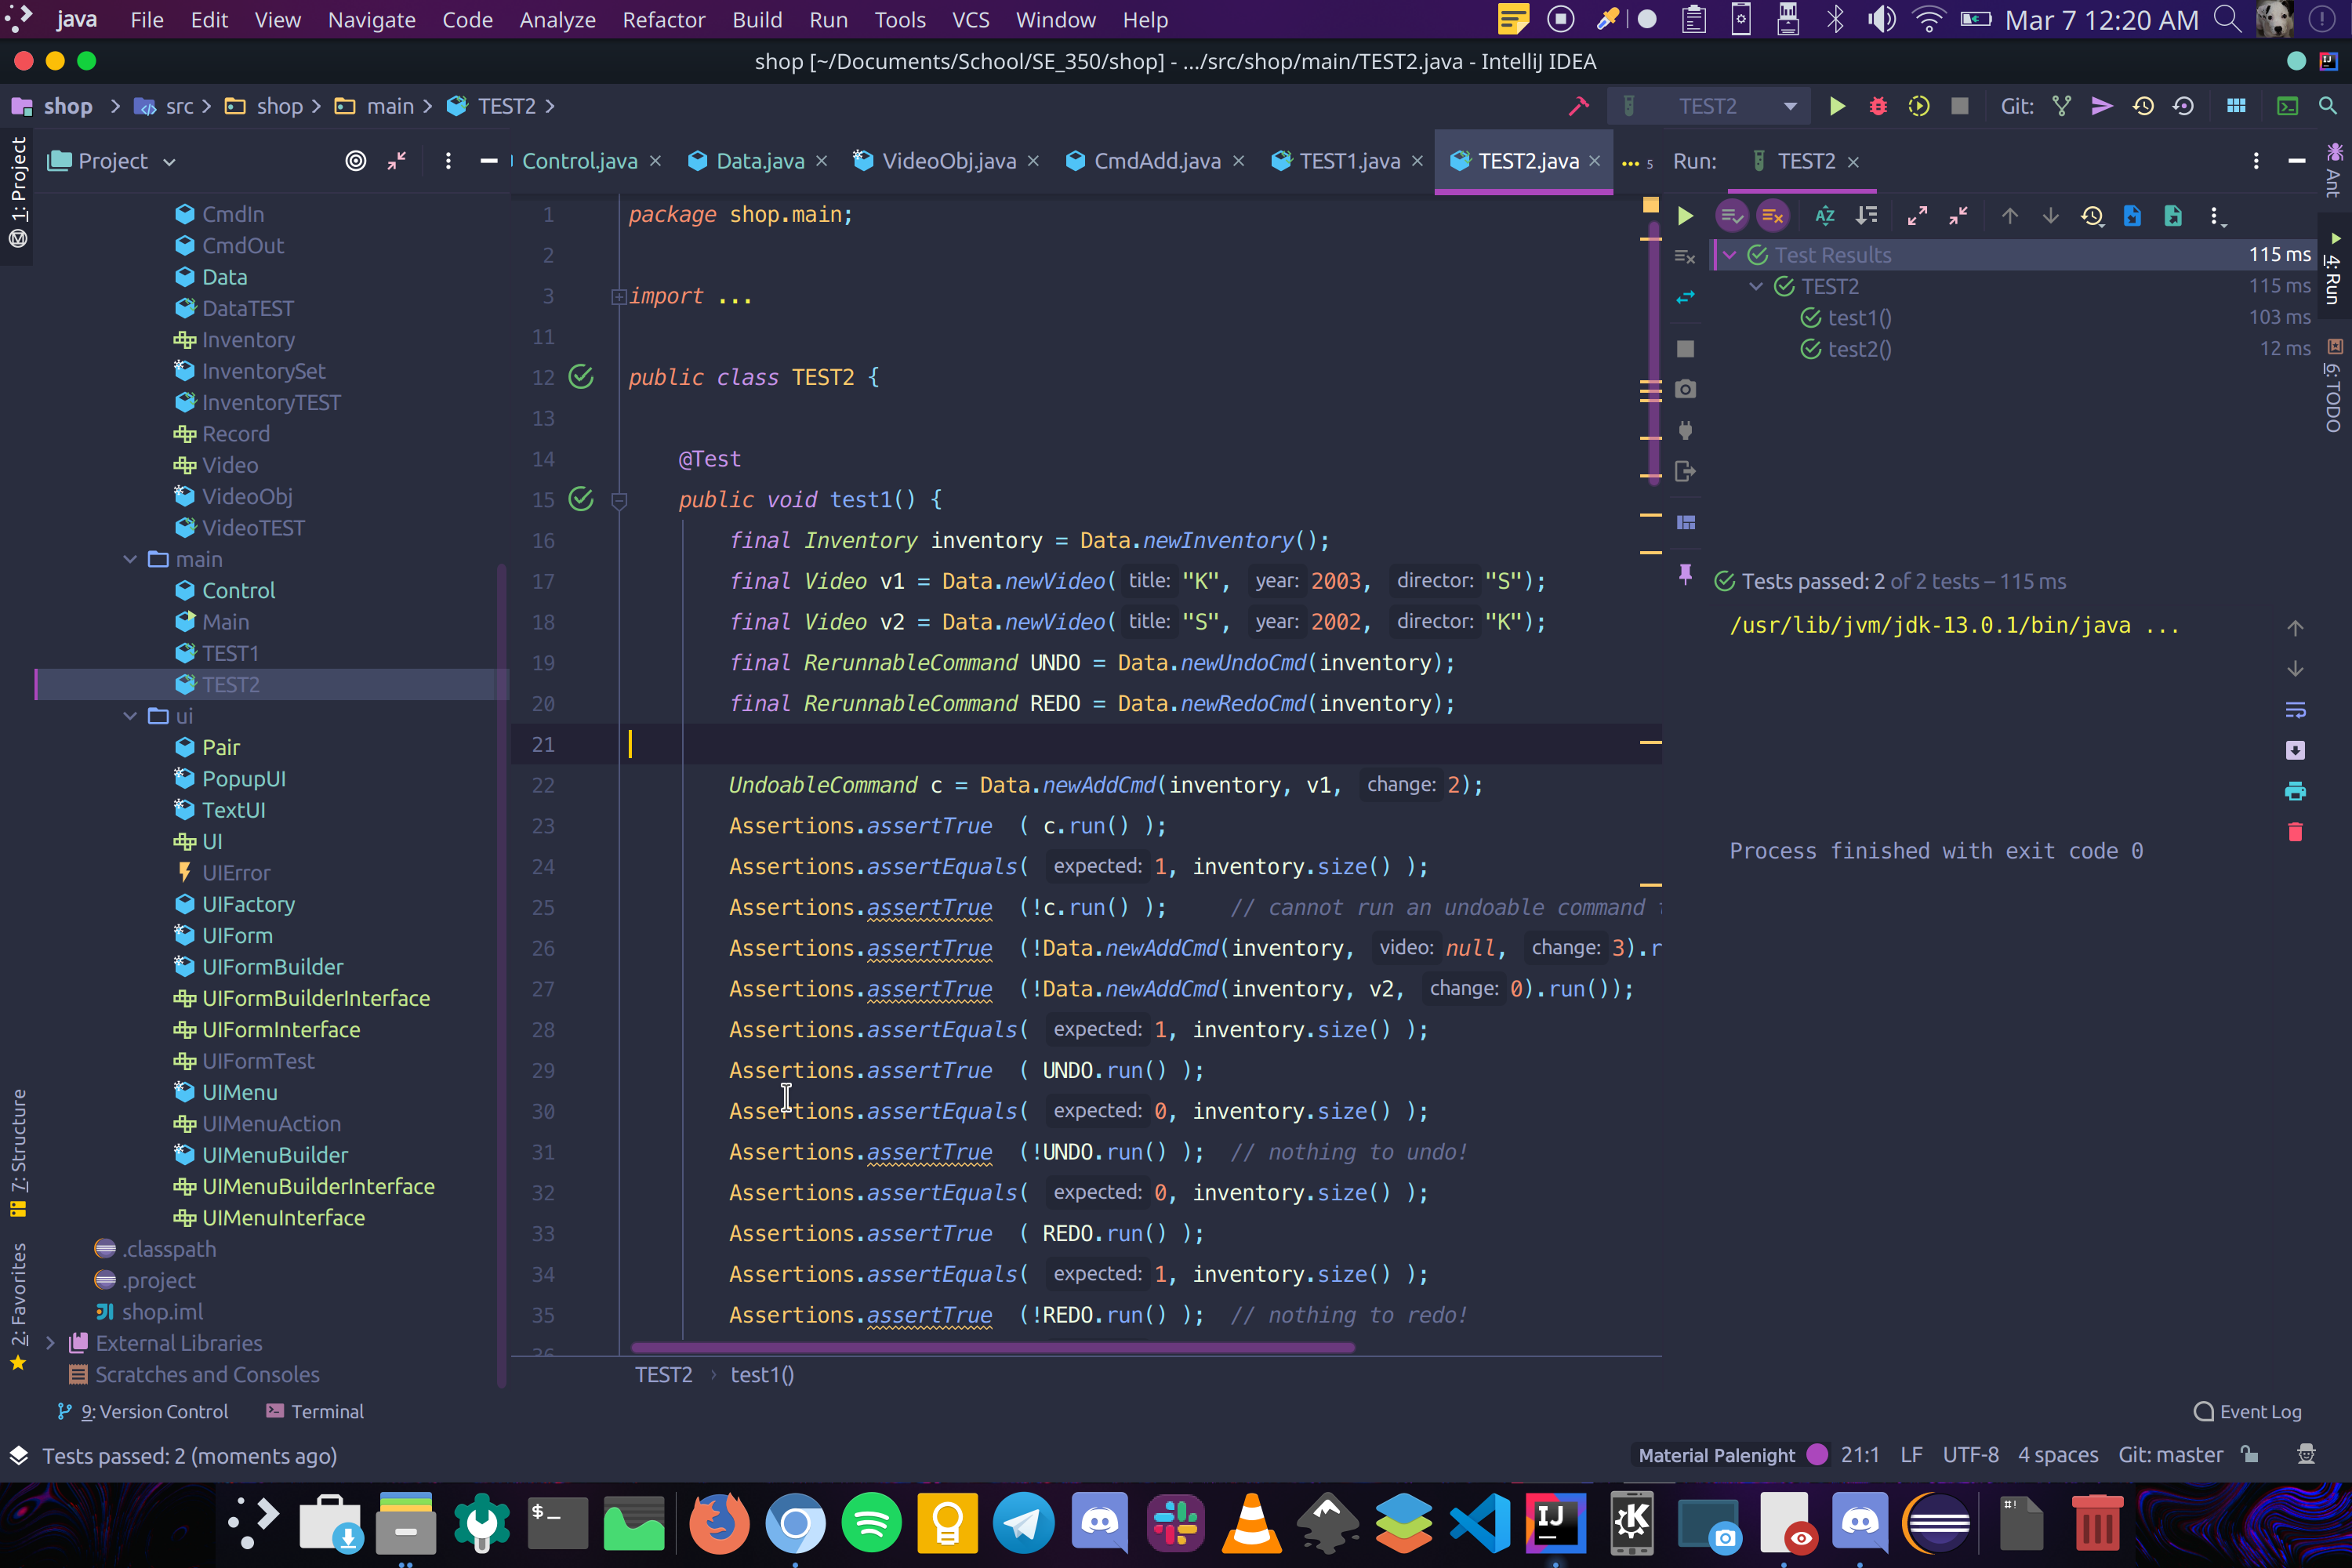 java File Edit View Navigate Code Analyze Refactor Build Run Tools VCS Window Help Mar 7 12:20 AM
shop [~/Documents/School/SE_350/shop] - .../src/shop/main/TEST2.java - IntelliJ IDEA
shop src shop main TEST2 TEST2 Git:
1: Project
Project
Control.java Data.java VideoObj.java CmdAdd.java TEST1.java TEST2.java 5
Run: TEST2
Ant
4: Run
6: TODO
7: Structure
2: Favorites
CmdIn
CmdOut
Data
DataTEST
Inventory
InventorySet
InventoryTEST
Record
Video
VideoObj
VideoTEST
main
Control
Main
TEST1
TEST2
ui
Pair
PopupUI
TextUI
UI
UIError
UIFactory
UIForm
UIFormBuilder
UIFormBuilderInterface
UIFormInterface
UIFormTest
UIMenu
UIMenuAction
UIMenuBuilder
UIMenuBuilderInterface
UIMenuInterface
.classpath
.project
shop.iml
External Libraries
Scratches and Consoles
1 package shop.main;
2
3 import ...
11
12 public class TEST2 {
13
14 @Test
15 public void test1() {
16 final Inventory inventory = Data.newInventory();
17 final Video v1 = Data.newVideo( title: "K", year: 2003, director: "S");
18 final Video v2 = Data.newVideo( title: "S", year: 2002, director: "K");
19 final RerunnableCommand UNDO = Data.newUndoCmd(inventory);
20 final RerunnableCommand REDO = Data.newRedoCmd(inventory);
21
22 UndoableCommand c = Data.newAddCmd(inventory, v1, change: 2);
23 Assertions.assertTrue ( c.run() );
24 Assertions.assertEquals( expected: 1, inventory.size() );
25 Assertions.assertTrue (!c.run() ); // cannot run an undoable command
26 Assertions.assertTrue (!Data.newAddCmd(inventory, video: null, change: 3).r
27 Assertions.assertTrue (!Data.newAddCmd(inventory, v2, change: 0).run());
28 Assertions.assertEquals( expected: 1, inventory.size() );
29 Assertions.assertTrue ( UNDO.run() );
30 Assertions.assertEquals( expected: 0, inventory.size() );
31 Assertions.assertTrue (!UNDO.run() ); // nothing to undo!
32 Assertions.assertEquals( expected: 0, inventory.size() );
33 Assertions.assertTrue ( REDO.run() );
34 Assertions.assertEquals( expected: 1, inventory.size() );
35 Assertions.assertTrue (!REDO.run() ); // nothing to redo!
TEST2 › test1()
Test Results 115 ms
TEST2 115 ms
test1() 103 ms
test2() 12 ms
Tests passed: 2 of 2 tests – 115 ms
/usr/lib/jvm/jdk-13.0.1/bin/java ...
Process finished with exit code 0
9: Version Control Terminal Event Log
Tests passed: 2 (moments ago) Material Palenight 21:1 LF UTF-8 4 spaces Git: master